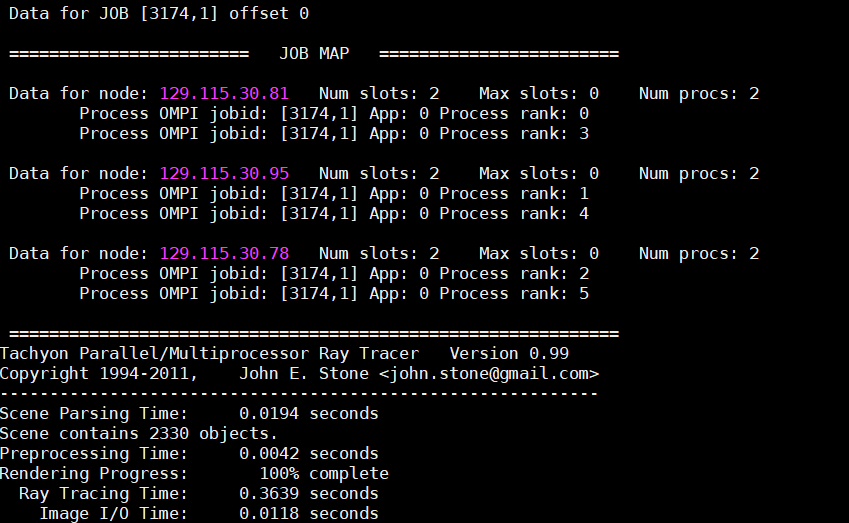 Data for JOB [3174,1] offset 0
======================== JOB MAP ========================
Data for node: 129.115.30.81 Num slots: 2 Max slots: 0 Num procs: 2
Process OMPI jobid: [3174,1] App: 0 Process rank: 0
Process OMPI jobid: [3174,1] App: 0 Process rank: 3
Data for node: 129.115.30.95 Num slots: 2 Max slots: 0 Num procs: 2
Process OMPI jobid: [3174,1] App: 0 Process rank: 1
Process OMPI jobid: [3174,1] App: 0 Process rank: 4
Data for node: 129.115.30.78 Num slots: 2 Max slots: 0 Num procs: 2
Process OMPI jobid: [3174,1] App: 0 Process rank: 2
Process OMPI jobid: [3174,1] App: 0 Process rank: 5
=============================================================
Tachyon Parallel/Multiprocessor Ray Tracer Version 0.99
Copyright 1994-2011, John E. Stone <john.stone@gmail.com>
------------------------------------------------------------
Scene Parsing Time: 0.0194 seconds
Scene contains 2330 objects.
Preprocessing Time: 0.0042 seconds
Rendering Progress: 100% complete
Ray Tracing Time: 0.3639 seconds
Image I/O Time: 0.0118 seconds